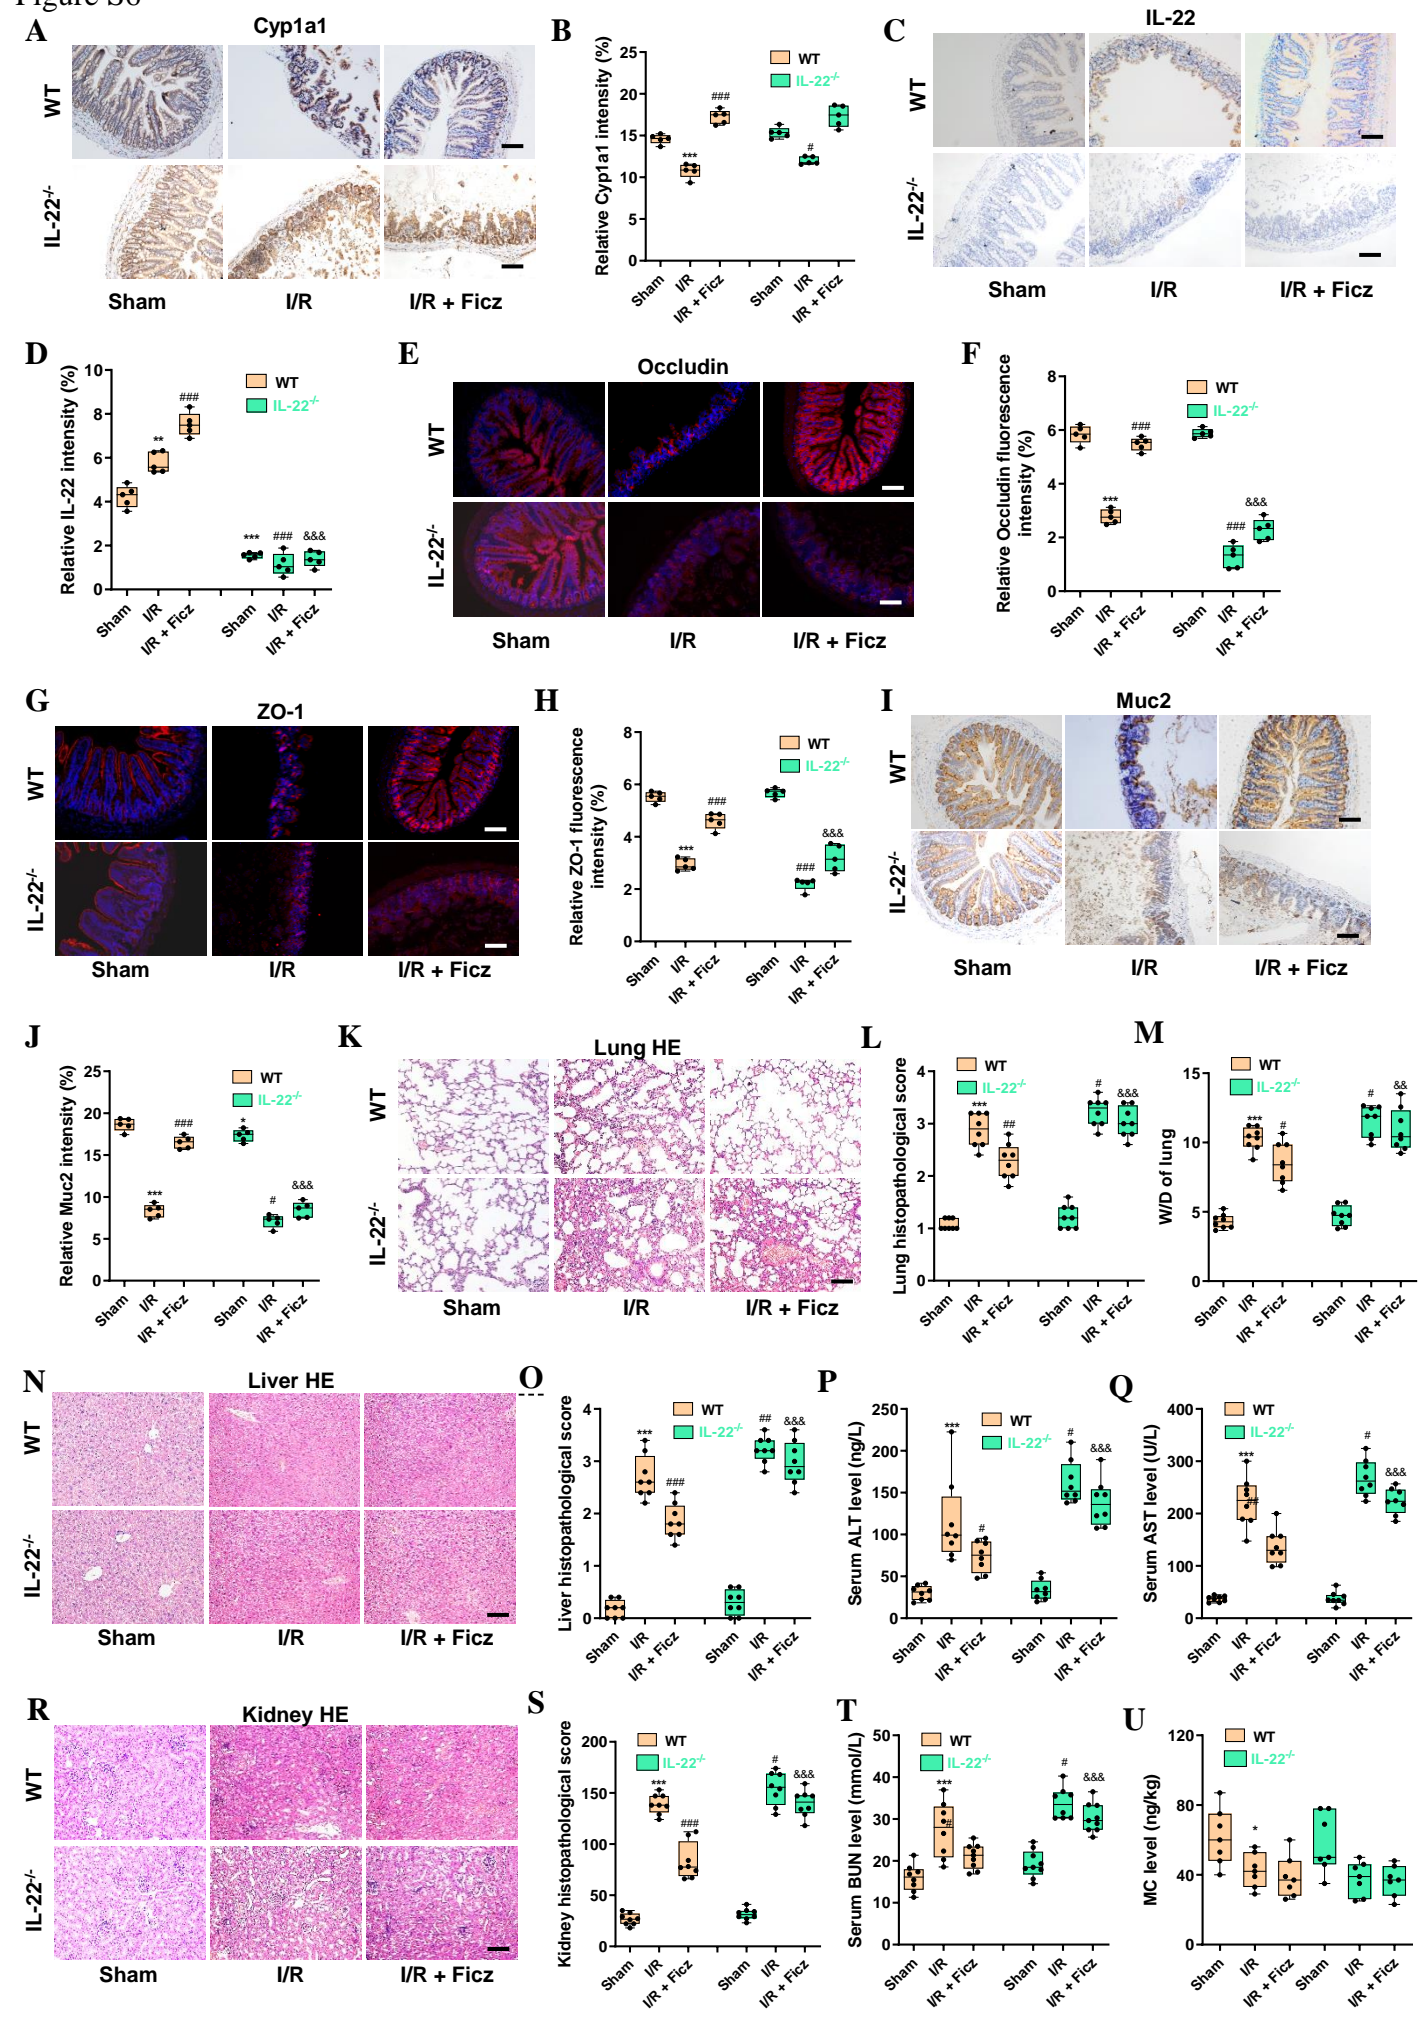 Figure S6
A
Cyp1a1
WT
IL-22-/-
Sham
I/R
I/R + Ficz
B
Relative Cyp1a1 intensity (%)
25
20
15
10
5
0
WT
IL-22-/-
***
###
#
Sham
I/R
I/R + Ficz
Sham
I/R
I/R + Ficz
C
IL-22
WT
IL-22-/-
Sham
I/R
I/R + Ficz
D
Relative IL-22 intensity (%)
10
8
6
4
2
0
WT
IL-22-/-
**
###
***
###
&&&
Sham
I/R
I/R + Ficz
Sham
I/R
I/R + Ficz
E
Occludin
WT
IL-22-/-
Sham
I/R
I/R + Ficz
F
Relative Occludin fluorescence
intensity (%)
8
6
4
2
0
WT
IL-22-/-
***
###
###
&&&
Sham
I/R
I/R + Ficz
Sham
I/R
I/R + Ficz
G
ZO-1
WT
IL-22-/-
Sham
I/R
I/R + Ficz
H
Relative ZO-1 fluorescence
intensity (%)
8
6
4
2
0
WT
IL-22-/-
***
###
###
&&&
Sham
I/R
I/R + Ficz
Sham
I/R
I/R + Ficz
I
Muc2
WT
IL-22-/-
Sham
I/R
I/R + Ficz
J
Relative Muc2 intensity (%)
25
20
15
10
5
0
WT
IL-22-/-
***
###
*
#
&&&
Sham
I/R
I/R + Ficz
Sham
I/R
I/R + Ficz
K
Lung HE
WT
IL-22-/-
Sham
I/R
I/R + Ficz
L
Lung histopathological score
4
3
2
1
0
WT
IL-22-/-
***
##
#
&&&
Sham
I/R
I/R + Ficz
Sham
I/R
I/R + Ficz
M
W/D of lung
15
10
5
0
WT
IL-22-/-
***
#
#
&&
Sham
I/R
I/R + Ficz
Sham
I/R
I/R + Ficz
N
Liver HE
WT
IL-22-/-
Sham
I/R
I/R + Ficz
O
Liver histopathological score
4
3
2
1
0
WT
IL-22-/-
***
###
##
&&&
Sham
I/R
I/R + Ficz
Sham
I/R
I/R + Ficz
P
Serum ALT level (ng/L)
250
200
150
100
50
0
WT
IL-22-/-
***
#
#
&&&
Sham
I/R
I/R + Ficz
Sham
I/R
I/R + Ficz
Q
Serum AST level (U/L)
400
300
200
100
0
WT
IL-22-/-
***
##
#
&&&
Sham
I/R
I/R + Ficz
Sham
I/R
I/R + Ficz
R
Kidney HE
WT
IL-22-/-
Sham
I/R
I/R + Ficz
S
Kidney histopathological score
200
150
100
50
0
WT
IL-22-/-
***
###
#
&&&
Sham
I/R
I/R + Ficz
Sham
I/R
I/R + Ficz
T
Serum BUN level (mmol/L)
50
40
30
20
10
0
WT
IL-22-/-
***
#
#
&&&
Sham
I/R
I/R + Ficz
Sham
I/R
I/R + Ficz
U
MC level (ng/kg)
120
80
40
0
WT
IL-22-/-
*
Sham
I/R
I/R + Ficz
Sham
I/R
I/R + Ficz